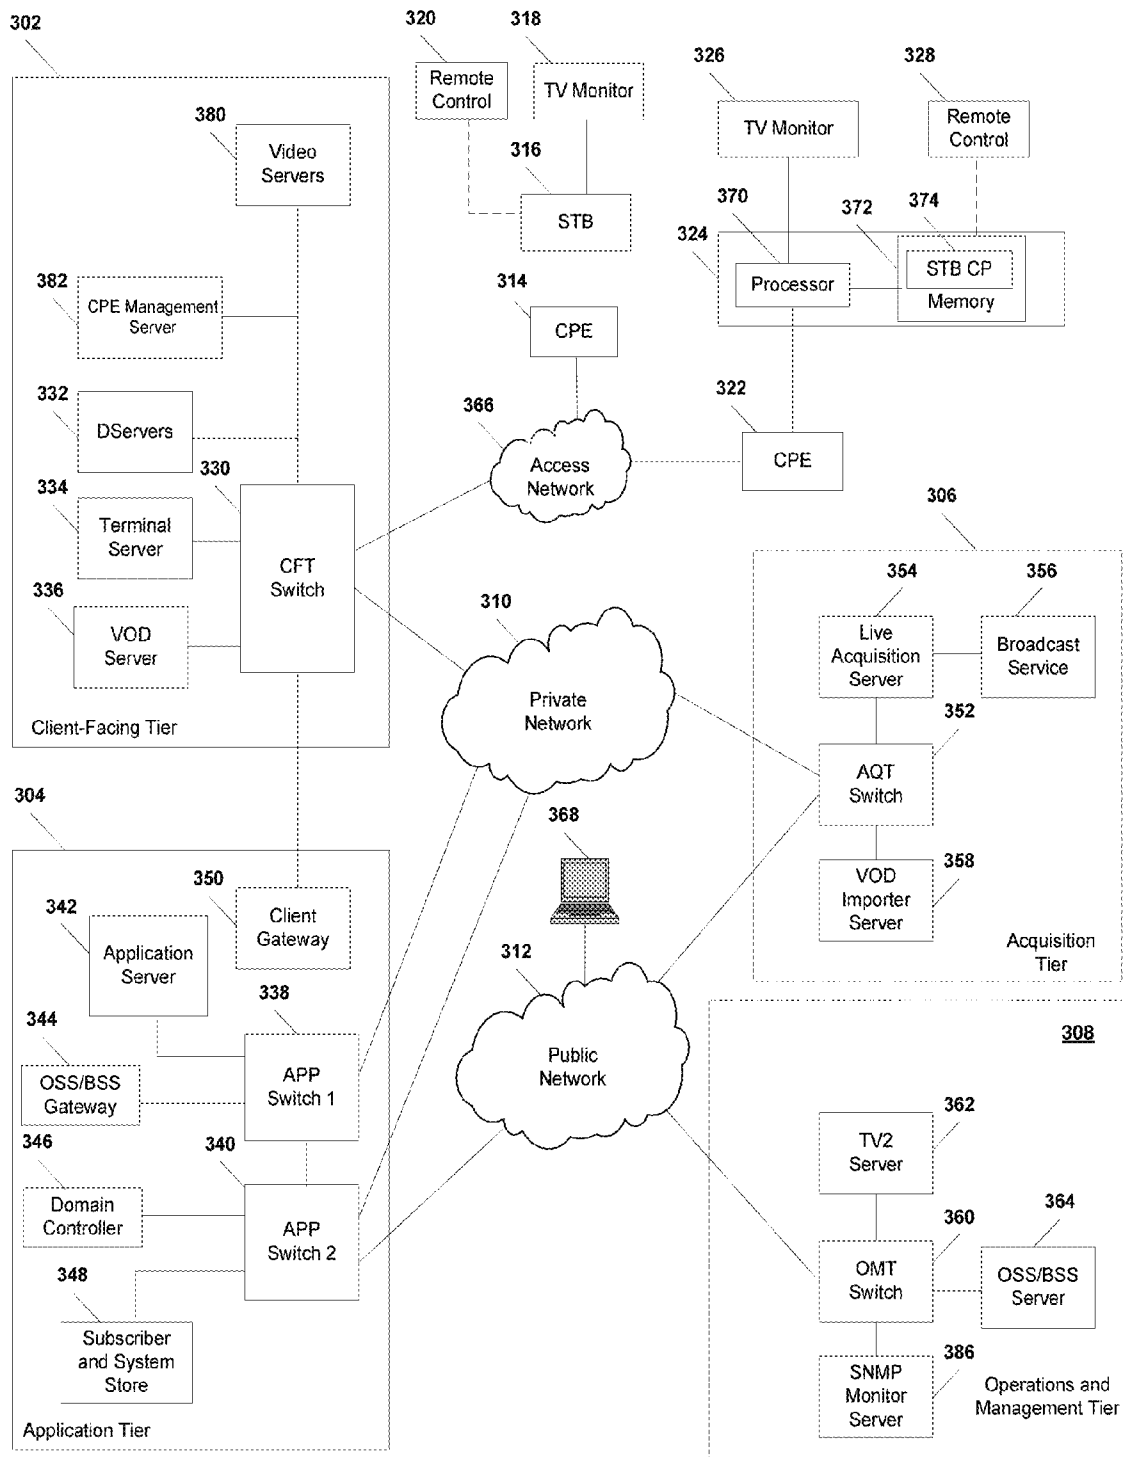 302
320
318
326
328
Remote
Control
TV Monitor
TV Monitor
Remote
Control
380
Video
Servers
316
STB
370
372
374
324
STB CP
Processor
Memory
382
CPE Management
Server
314
CPE
332
DServers
366
Access
Network
322
CPE
330
334
Terminal
Server
CFT
Switch
306
336
VOD
Server
310
Private
Network
354
356
Live
Acquisition
Server
Broadcast
Service
Client-Facing Tier
352
AQT
Switch
304
368
350
Client
Gateway
358
VOD
Importer
Server
342
Application
Server
Acquisition
Tier
312
Public
Network
338
APP
Switch 1
344
OSS/BSS
Gateway
308
362
TV2
Server
346
340
Domain
Controller
APP
Switch 2
360
364
OMT
Switch
OSS/BSS
Server
348
Subscriber
and System
Store
386
SNMP
Monitor
Server
Operations and
Management Tier
Application Tier